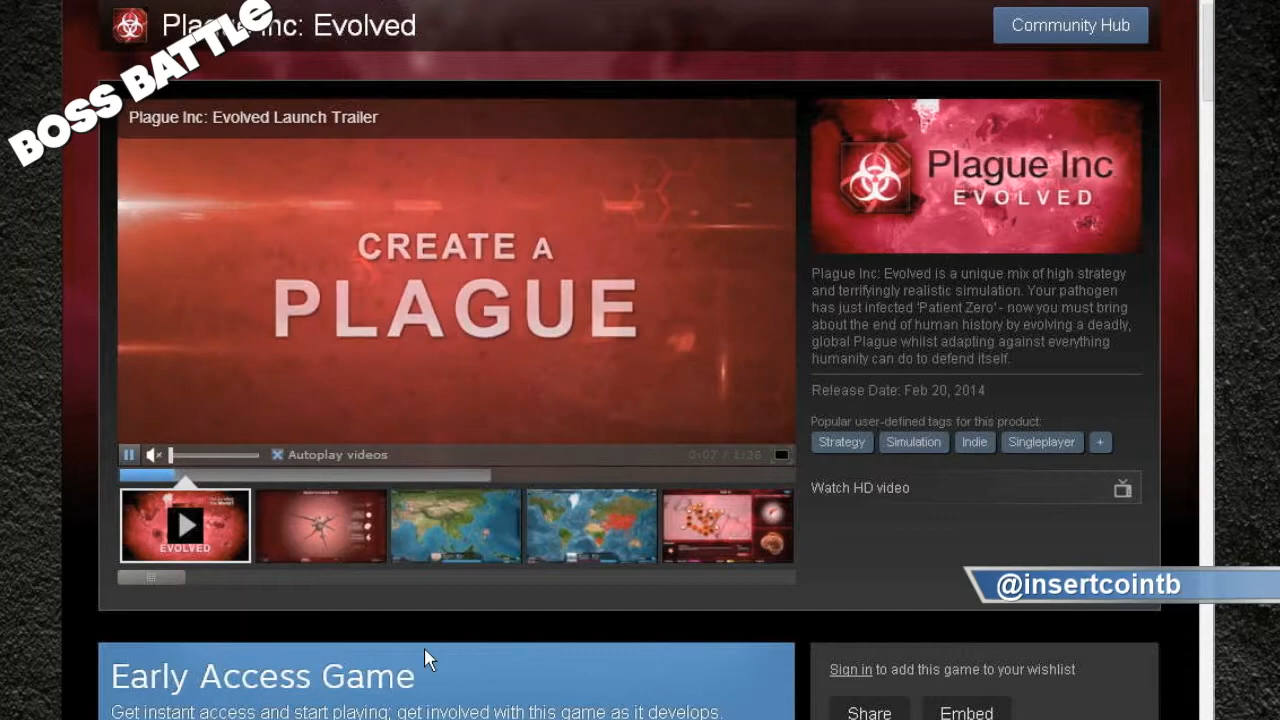 BOSS BATTLE
Plague Inc: Evolved
Community Hub
Plague Inc: Evolved Launch Trailer
CREATE A
PLAGUE
Plague Inc
EVOLVED
Plague Inc: Evolved is a unique mix of high strategy
and terrifyingly realistic simulation. Your pathogen
has just infected 'Patient Zero' - now you must bring
about the end of human history by evolving a deadly,
global Plague whilst adapting against everything
humanity can do to defend itself.
Release Date: Feb 20, 2014
Popular user-defined tags for this product:
Strategy Simulation Indie Singleplayer +
Autoplay videos
0:07 / 1:26
Watch HD video
EVOLVED
@insertcointb
Early Access Game
Get instant access and start playing; get involved with this game as it develops.
Sign in to add this game to your wishlist
Share Embed